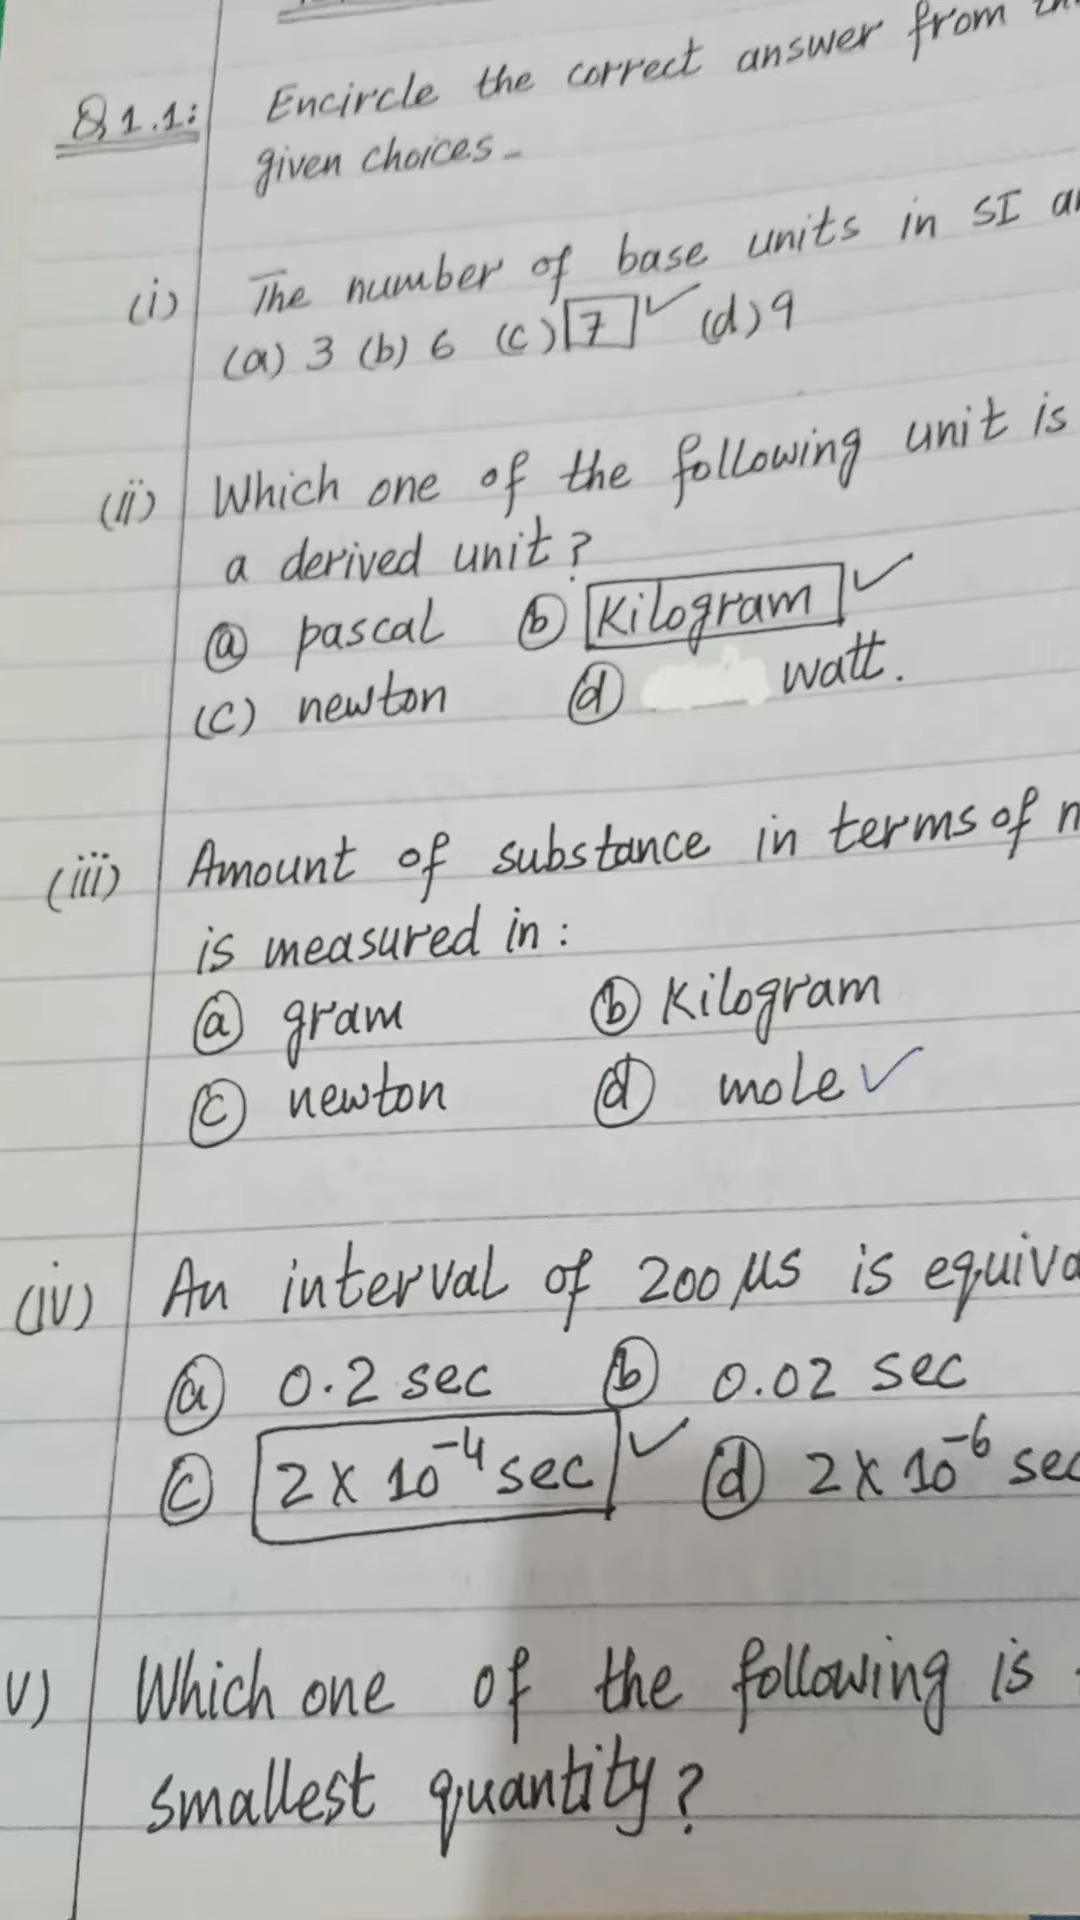 Q1.1: Encircle the correct answer from
given choices-
(i) The number of base units in SI
(a) 3 (b) 6 (c) 7 ✓ (d) 9
(ii) Which one of the following unit is
a derived unit?
(a) pascal (b) Kilogram ✓
(c) newton (d) watt.
(iii) Amount of substance in terms of
is measured in:
(a) gram (b) Kilogram
(c) newton (d) mole ✓
(iv) An interval of 200 μs is
(a) 0.2 sec (b) 0.02 sec
(c) 2 x 10⁻⁴ sec ✓ (d) 2 x 10⁻⁶ sec
v) Which one of the following is
smallest quantity?